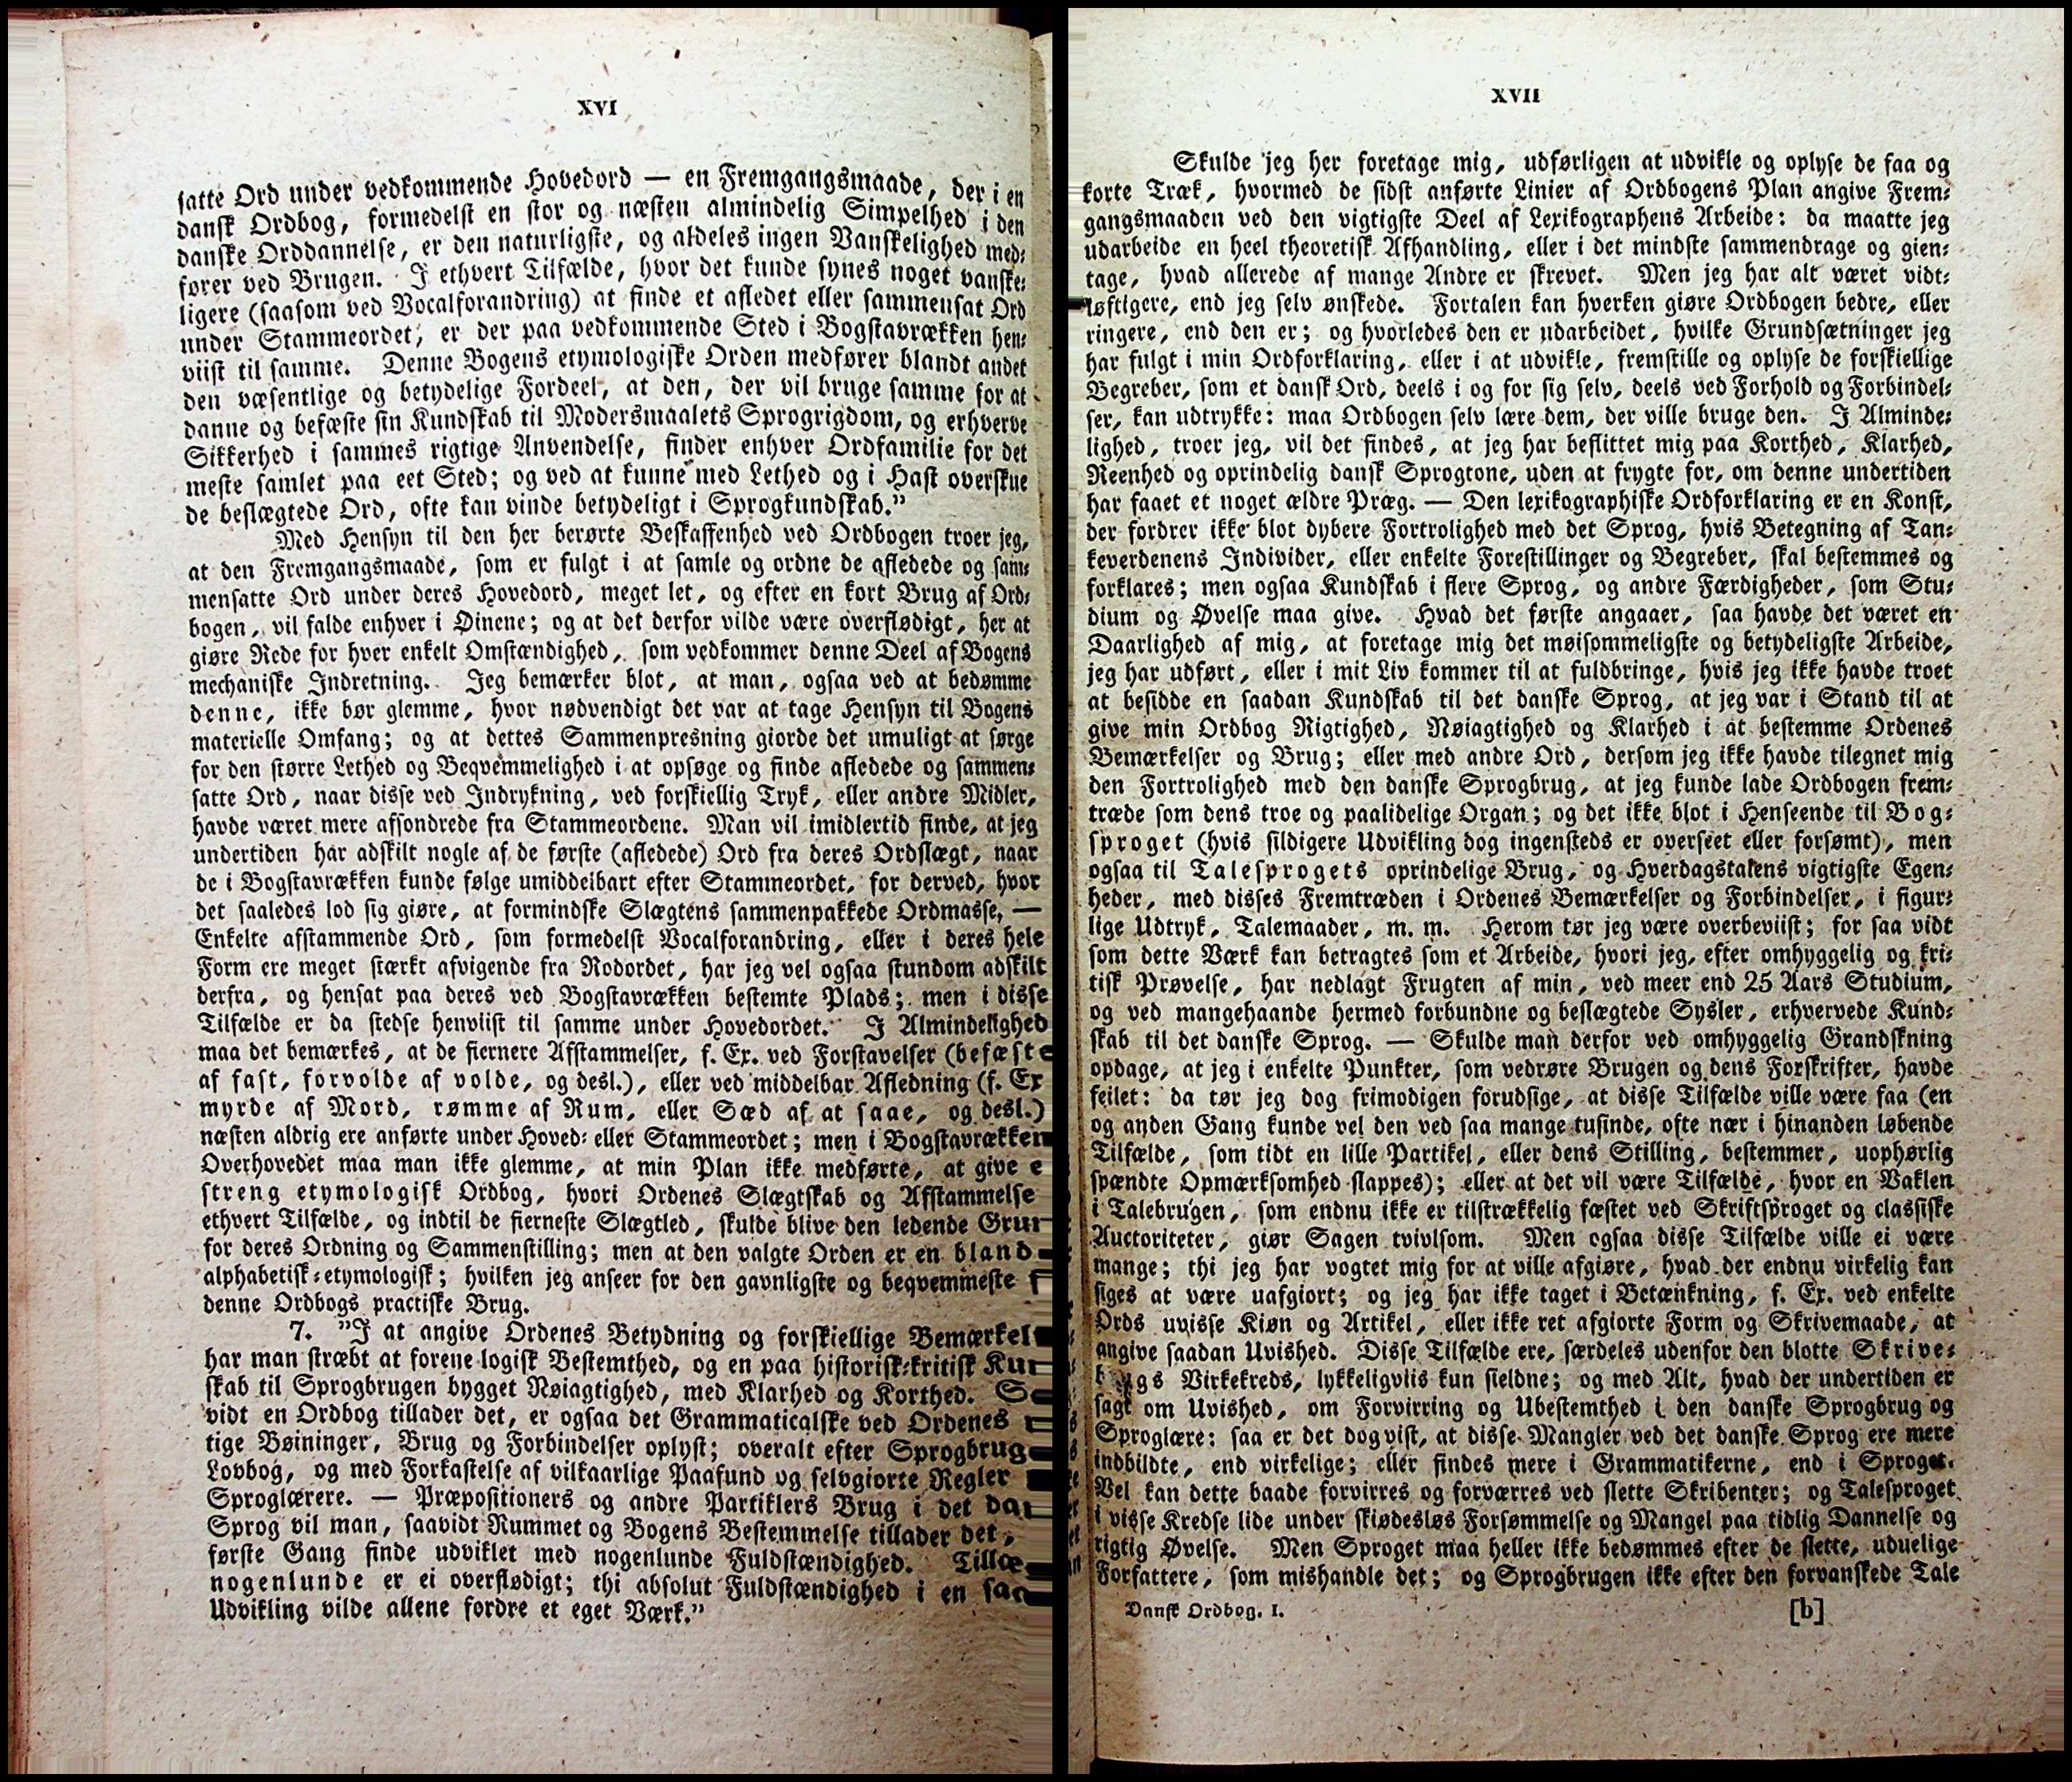 XVI
satte Ord under vedkommende Hovedord — en Fremgangsmaade, der i en
dansk Ordbog, formedelst en stor og næsten almindelig Simpelhed i den
danske Orddannelse, er den naturligste, og aldeles ingen Vanskelighed med-
fører ved Brugen. I ethvert Tilfælde, hvor det kunde synes noget vanske-
ligere (saasom ved Vocalforandring) at finde et afledet eller sammensat Ord
under Stammeordet, er der paa vedkommende Sted i Bogstavrækken hen-
viist til samme. Denne Bogens etymologiske Orden medfører blandt andet
den væsentlige og betydelige Fordeel, at den, der vil bruge samme for at
danne og befæste sin Kundskab til Modersmaalets Sprogrigdom, og erhverve
Sikkerhed i sammes rigtige Anvendelse, finder enhver Ordfamilie for det
meste samlet paa eet Sted; og ved at kunne med Lethed og i Hast overskue
de beslægtede Ord, ofte kan vinde betydeligt i Sprogkundskab.”
Med Hensyn til den her berørte Beskaffenhed ved Ordbogen troer jeg,
at den Fremgangsmaade, som er fulgt i at samle og ordne de afledede og sam-
mensatte Ord under deres Hovedord, meget let, og efter en kort Brug af Ord-
bogen, vil falde enhver i Øinene; og at det derfor vilde være overflødigt, her at
giøre Rede for hver enkelt Omstændighed, som vedkommer denne Deel af Bogens
mechaniske Indretning. Jeg bemærker blot, at man, ogsaa ved at bedømme
denne, ikke bør glemme, hvor nødvendigt det var at tage Hensyn til Bogens
materielle Omfang; og at dettes Sammenpresning giorde det umuligt at sørge
for den større Lethed og Beqvemmelighed i at opsøge og finde afledede og sammen-
satte Ord, naar disse ved Indrykning, ved forskiellig Tryk, eller andre Midler,
havde været mere afsondrede fra Stammeordene. Man vil imidlertid finde, at jeg
undertiden har adskilt nogle af de første (afledede) Ord fra deres Ordslægt, naar
de i Bogstavrækken kunde følge umiddelbart efter Stammeordet, for derved, hvor
det saaledes lod sig giøre, at formindske Slægtens sammenpakkede Ordmasse, —
Enkelte afstammende Ord, som formedelst Vocalforandring, eller i deres hele
Form ere meget stærkt afvigende fra Rodordet, har jeg vel ogsaa stundom adskilt
derfra, og hensat paa deres ved Bogstavrækken bestemte Plads; men i disse
Tilfælde er da stedse henviist til samme under Hovedordet. I Almindelighed
maa det bemærkes, at de fiernere Afstammelser, f. Ex. ved Forstavelser (befæste
af fast, forvolde af volde, og desl.), eller ved middelbar Afledning (f. Ex
myrde af Mord, rømme af Rum, eller Sæd af at saae, og desl.)
næsten aldrig ere anførte under Hoved- eller Stammeordet; men i Bogstavrækken
Overhovedet maa man ikke glemme, at min Plan ikke medførte, at give e
streng etymologisk Ordbog, hvori Ordenes Slægtskab og Afstammelse
ethvert Tilfælde, og indtil de fierneste Slægtled, skulde blive den ledende
for deres Ordning og Sammenstilling; men at den valgte Orden er en
alphabetisk-etymologisk; hvilken jeg anseer for den gavnligste og beqvemmeste f
denne Ordbogs practiske Brug.
7. ”I at angive Ordenes Betydning og forskiellige Bemærkel
har man stræbt at forene logisk Bestemthed, og en paa historisk-kritisk
skab til Sprogbrugen bygget Nøiagtighed, med Klarhed og Korthed.
vidt en Ordbog tillader det, er ogsaa det Grammaticalske ved Ordenes
tige Bøininger, Brug og Forbindelser oplyst; overalt efter Sprogbrug
Lovbog, og med Forkastelse af vilkaarlige Paafund og selvgiorte Regler
Sproglærere. — Præpositioners og andre Partiklers Brug i det
Sprog vil man, saavidt Rummet og Bogens Bestemmelse tillader det,
første Gang finde udviklet med nogenlunde Fuldstændighed.
nogenlunde er ei overflødigt; thi absolut Fuldstændighed i en
Udvikling vilde allene fordre et eget Værk.”
XVII
Skulde jeg her foretage mig, udførligen at udvikle og oplyse de faa og
korte Træk, hvormed de sidst anførte Linier af Ordbogens Plan angive Frem-
gangsmaaden ved den vigtigste Deel af Lexikographens Arbeide: da maatte jeg
udarbeide en heel theoretisk Afhandling, eller i det mindste sammendrage og gien-
tage, hvad allerede af mange Andre er skrevet. Men jeg har alt været vidt-
løftigere, end jeg selv ønskede. Fortalen kan hverken giøre Ordbogen bedre, eller
ringere, end den er; og hvorledes den er udarbeidet, hvilke Grundsætninger jeg
har fulgt i min Ordforklaring, eller i at udvikle, fremstille og oplyse de forskiellige
Begreber, som et dansk Ord, deels i og for sig selv, deels ved Forhold og Forbindel-
ser, kan udtrykke: maa Ordbogen selv lære dem, der ville bruge den. I Alminde-
lighed, troer jeg, vil det findes, at jeg har beflittet mig paa Korthed, Klarhed,
Reenhed og oprindelig dansk Sprogtone, uden at frygte for, om denne undertiden
har faaet et noget ældre Præg. — Den lexikographiske Ordforklaring er en Konst,
der fordrer ikke blot dybere Fortrolighed med det Sprog, hvis Betegning af Tan-
keverdenens Individer, eller enkelte Forestillinger og Begreber, skal bestemmes og
forklares; men ogsaa Kundskab i flere Sprog, og andre Færdigheder, som Stu-
dium og Øvelse maa give. Hvad det første angaaer, saa havde det været en
Daarlighed af mig, at foretage mig det møisommeligste og betydeligste Arbeide,
jeg har udført, eller i mit Liv kommer til at fuldbringe, hvis jeg ikke havde troet
at besidde en saadan Kundskab til det danske Sprog, at jeg var i Stand til at
give min Ordbog Rigtighed, Nøiagtighed og Klarhed i at bestemme Ordenes
Bemærkelser og Brug; eller med andre Ord, dersom jeg ikke havde tilegnet mig
den Fortrolighed med den danske Sprogbrug, at jeg kunde lade Ordbogen frem-
træde som dens troe og paalidelige Organ; og det ikke blot i Henseende til Bog-
sproget (hvis sildigere Udvikling dog ingensteds er overseet eller forsømt), men
ogsaa til Talesprogets oprindelige Brug, og Hverdagstalens vigtigste Egen-
heder, med disses Fremtræden i Ordenes Bemærkelser og Forbindelser, i figur-
lige Udtryk, Talemaader, m. m. Herom tør jeg være overbeviist; for saa vidt
som dette Værk kan betragtes som et Arbeide, hvori jeg, efter omhyggelig og kri-
tisk Prøvelse, har nedlagt Frugten af min, ved meer end 25 Aars Studium,
og ved mangehaande hermed forbundne og beslægtede Sysler, erhvervede Kund-
skab til det danske Sprog. — Skulde man derfor ved omhyggelig Grandskning
opdage, at jeg i enkelte Punkter, som vedrøre Brugen og dens Forskrifter, havde
feilet: da tør jeg dog frimodigen forudsige, at disse Tilfælde ville være faa (en
og anden Gang kunde vel den ved saa mange tusinde, ofte nær i hinanden løbende
Tilfælde, som tidt en lille Partikel, eller dens Stilling, bestemmer, uophørlig
spændte Opmærksomhed slappes); eller at det vil være Tilfælde, hvor en Vaklen
i Talebrugen, som endnu ikke er tilstrækkelig fæstet ved Skriftsproget og classiske
Auctoriteter, giør Sagen tvivlsom. Men ogsaa disse Tilfælde ville ei være
mange; thi jeg har vogtet mig for at ville afgiøre, hvad der endnu virkelig kan
siges at være uafgiort; og jeg har ikke taget i Betænkning, f. Ex. ved enkelte
Ords uvisse Kiøn og Artikel, eller ikke ret afgiorte Form og Skrivemaade, at
angive saadan Uvished. Disse Tilfælde ere, særdeles udenfor den blotte Skrive-
Virkekreds, lykkeligviis kun sieldne; og med Alt, hvad der undertiden er
sagt om Uvished, om Forvirring og Ubestemthed i den danske Sprogbrug og
Sproglære: saa er det dog vist, at disse Mangler ved det danske Sprog ere mere
indbildte, end virkelige; eller findes mere i Grammatikerne, end i Sproget.
Vel kan dette baade forvirres og forværres ved slette Skribenter; og Talesproget
i visse Kredse lide under skiødesløs Forsømmelse og Mangel paa tidlig Dannelse og
rigtig Øvelse. Men Sproget maa heller ikke bedømmes efter de slette, uduelige
Forfattere, som mishandle det; og Sprogbrugen ikke efter den forvanskede Tale
Dansk Ordbog. I.
[b]